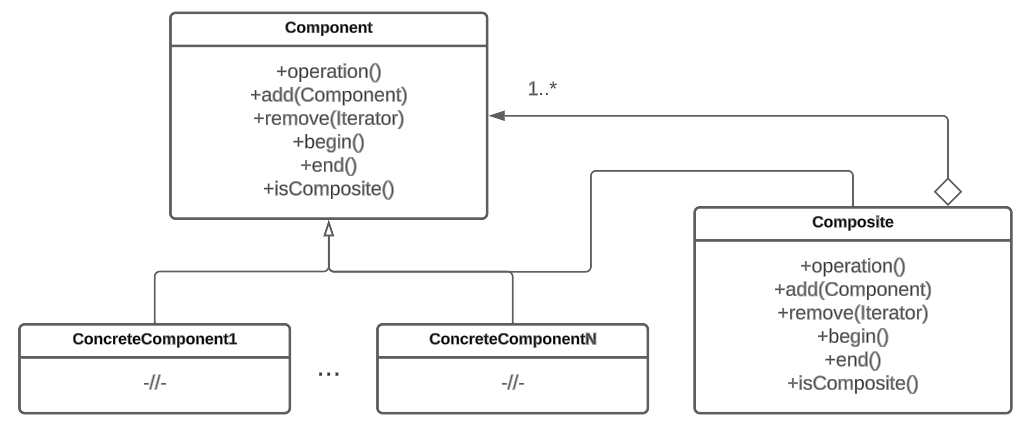 Component
+operation()
+add(Component)
+remove(Iterator)
+begin()
+end()
+isComposite()
1..*
Composite
+operation()
+add(Component)
+remove(Iterator)
+begin()
+end()
+isComposite()
ConcreteComponent1
-//-
...
ConcreteComponentN
-//-